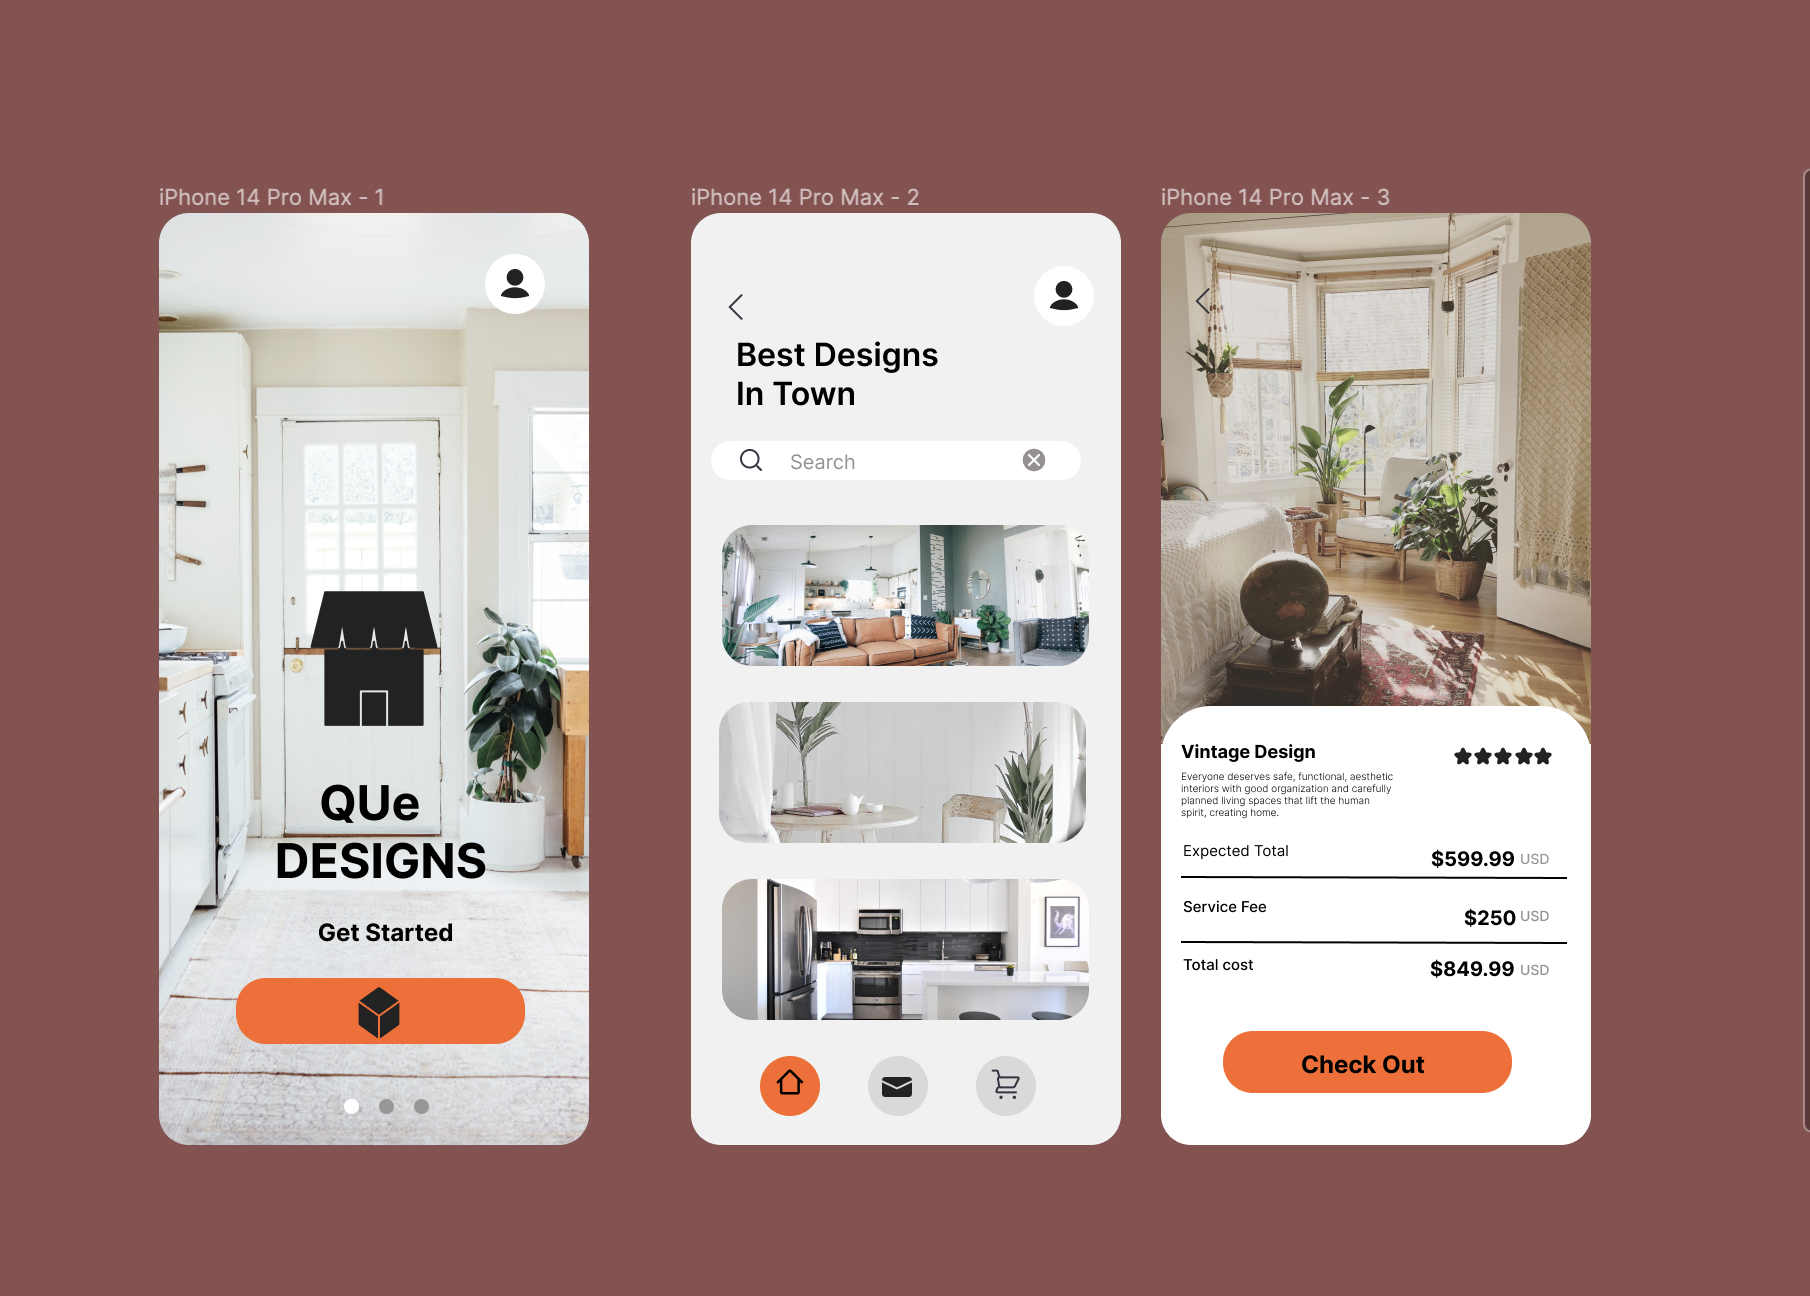 iPhone 14 Pro Max - 1
QUe
DESIGNS
Get Started
iPhone 14 Pro Max - 2
Best Designs
In Town
Search
iPhone 14 Pro Max - 3
Vintage Design
Everyone deserves safe, functional, aesthetic
interiors with good organization and carefully
planned living spaces that lift the human
spirit, creating home.
Expected Total
$599.99 USD
Service Fee
$250 USD
Total cost
$849.99 USD
Check Out